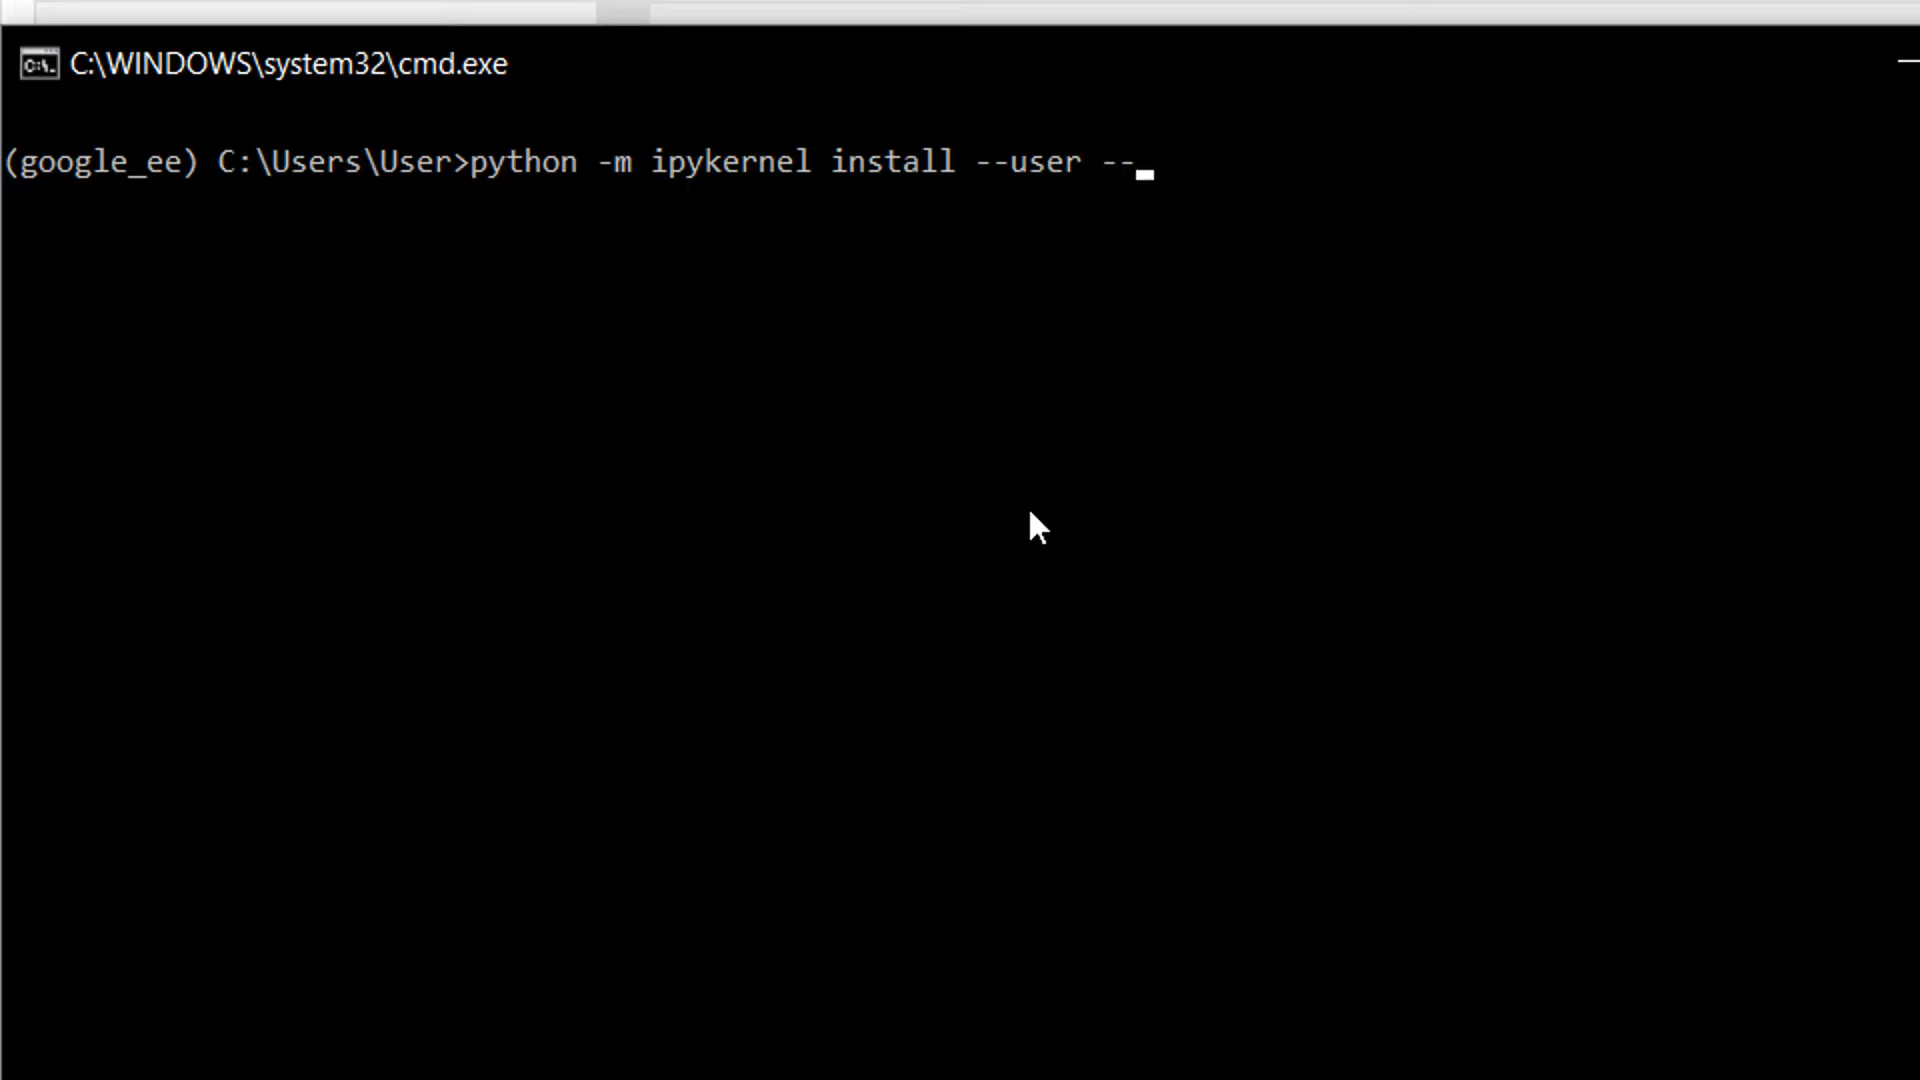 C:\WINDOWS\system32\cmd.exe
(google_ee) C:\Users\User>python -m ipykernel install --user --